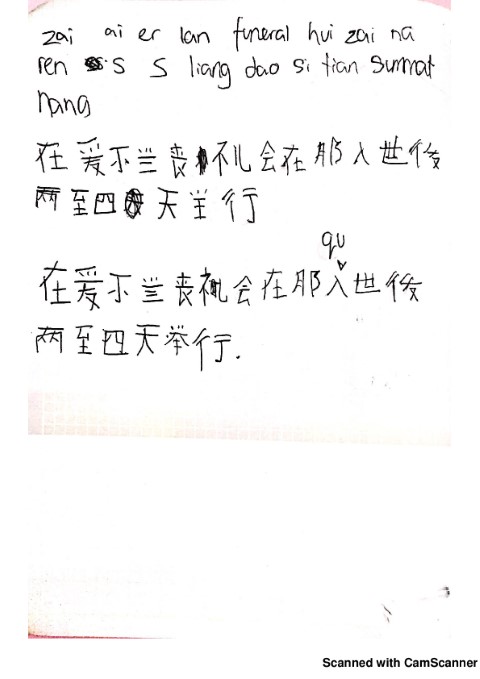 zai ai er lan funeral hui zai na
ren s s liang dao si tian summat
nang
在爱尔兰丧礼会在那人世後
两至四天举行
qu
在爱尔兰丧礼会在那人世後
两至四天举行.
Scanned with CamScanner